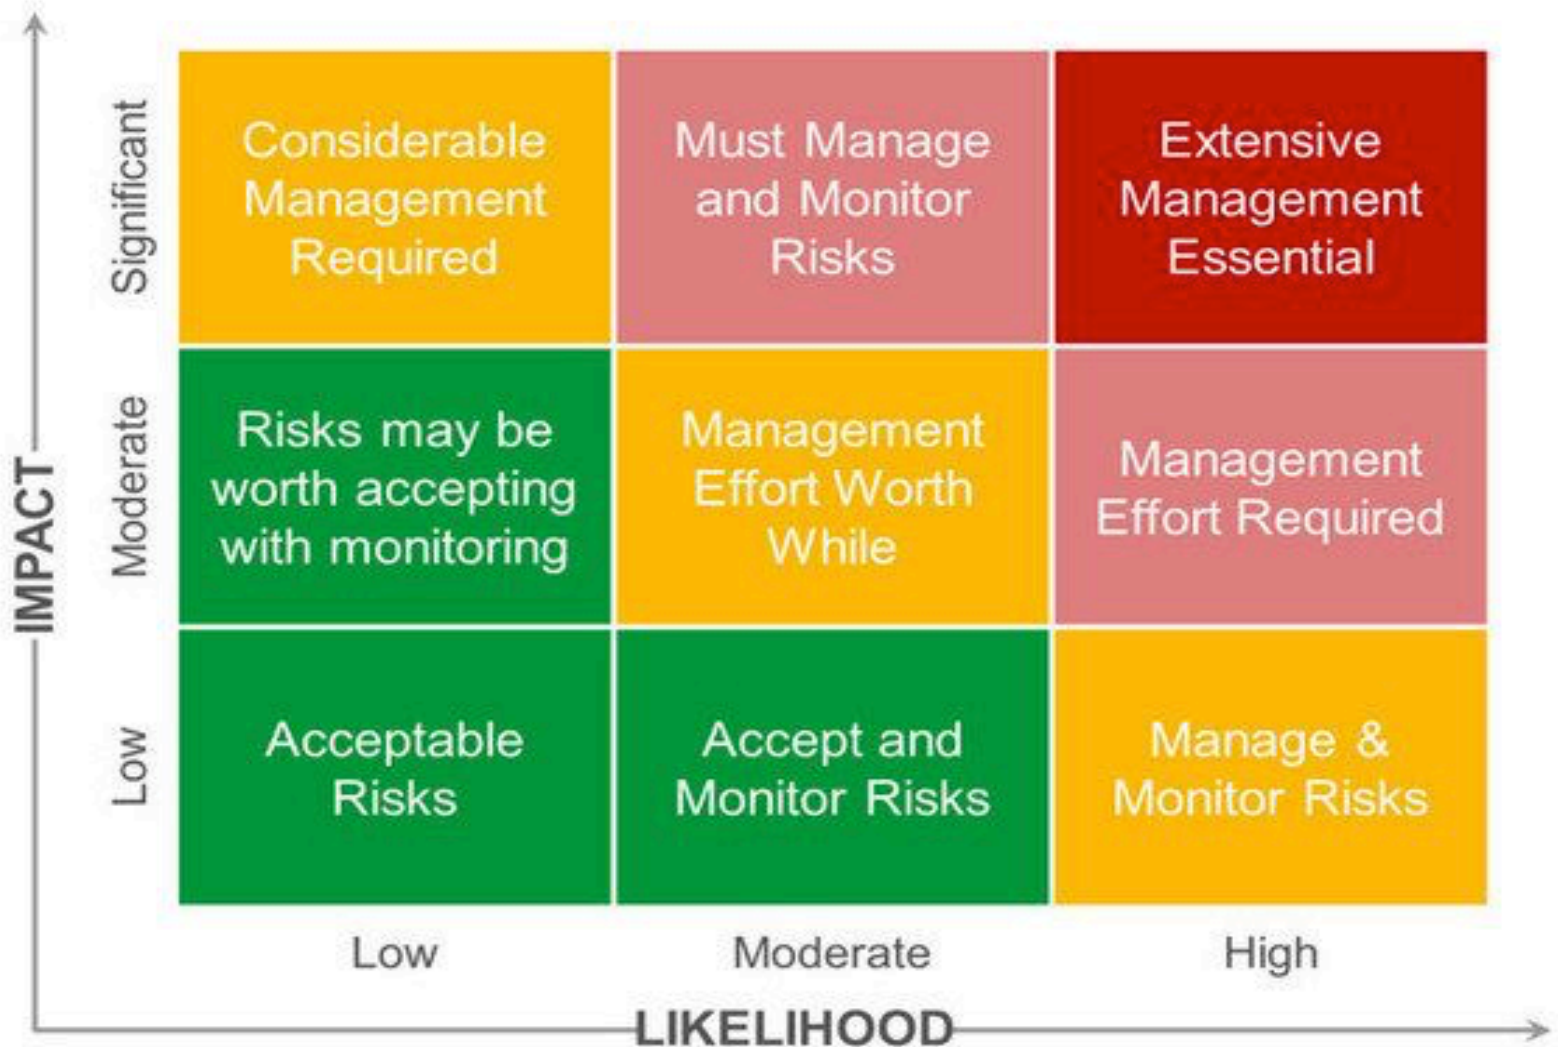 IMPACT
Significant
Considerable
Management
Required
Must Manage
and Monitor
Risks
Extensive
Management
Essential
Moderate
Risks may be
worth accepting
with monitoring
Management
Effort Worth
While
Management
Effort Required
Low
Acceptable
Risks
Accept and
Monitor Risks
Manage &
Monitor Risks
Low
Moderate
High
LIKELIHOOD